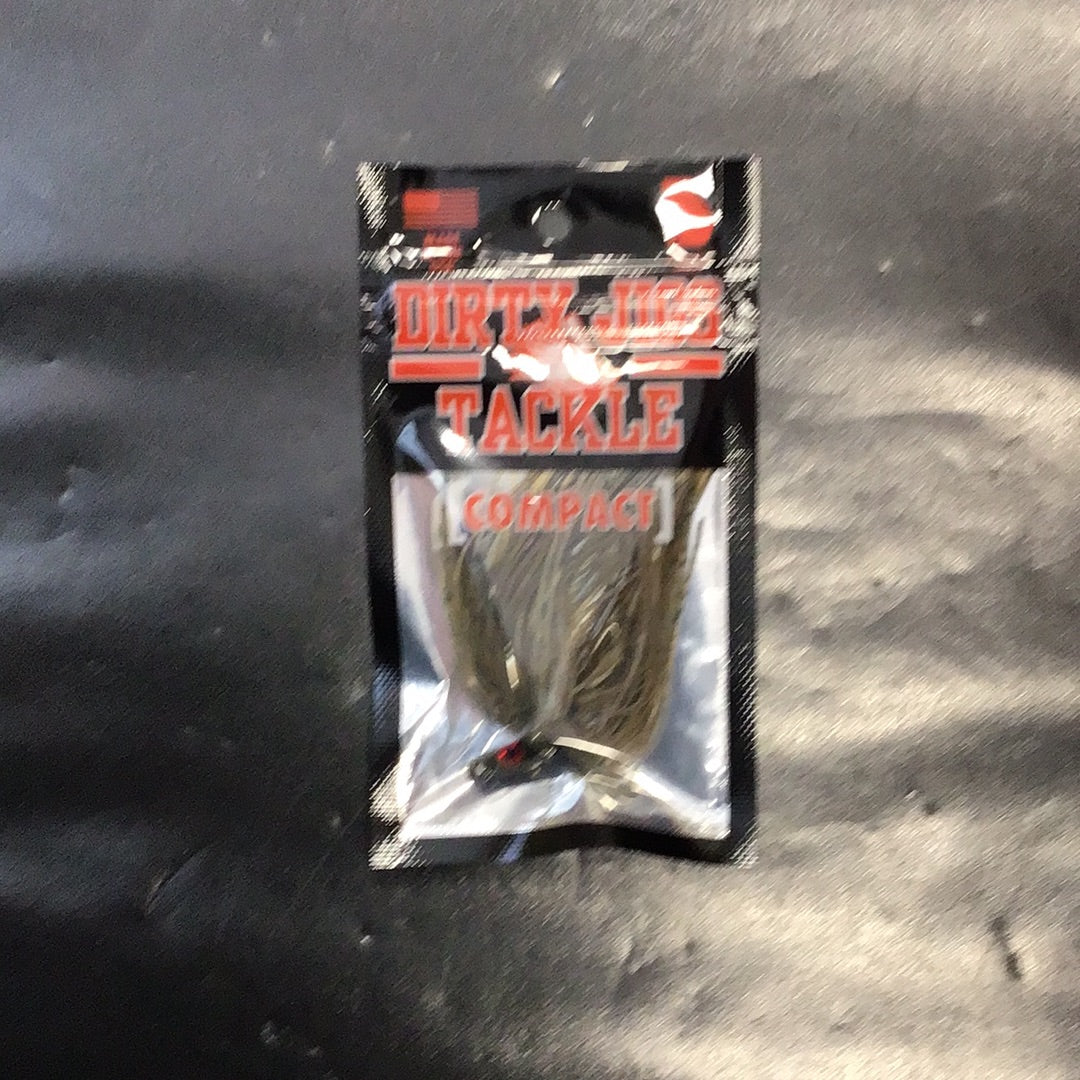 DIRTY JIGS
TACKLE
[COMPACT]